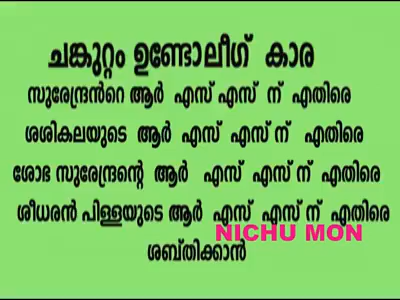 ചങ്കുറ്റം ഉണ്ടോലീഗ് കാര
സുരേന്ദ്രൻറെ ആർ എസ് എസ് ന് എതിരെ
ശശികലയുടെ ആർ എസ് എസ് ന് എതിരെ
ശോഭ സുരേന്ദ്രന്റെ ആർ എസ് എസ് ന് എതിരെ
ശീധരൻ പിള്ളയുടെ ആർ എസ് എസ് ന് എതിരെ
NICHU MON
ശബ്തിക്കാൻ